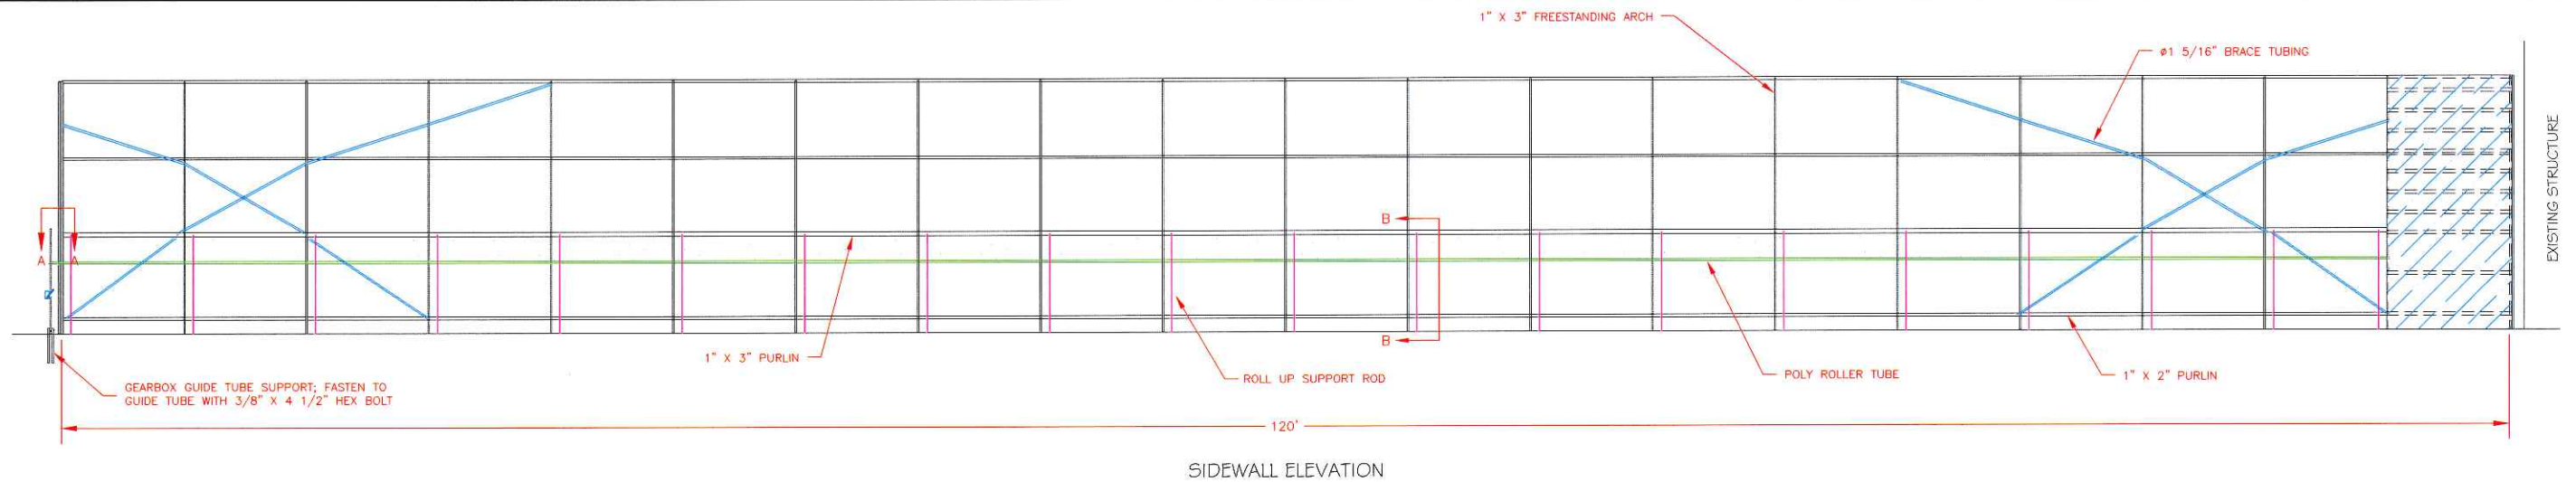 1" X 3" FREESTANDING ARCH
ø1 5/16" BRACE TUBING
EXISTING STRUCTURE
B
A
A
B
1" X 3" PURLIN
ROLL UP SUPPORT ROD
POLY ROLLER TUBE
1" X 2" PURLIN
GEARBOX GUIDE TUBE SUPPORT; FASTEN TO
GUIDE TUBE WITH 3/8" X 4 1/2" HEX BOLT
120'
SIDEWALL ELEVATION